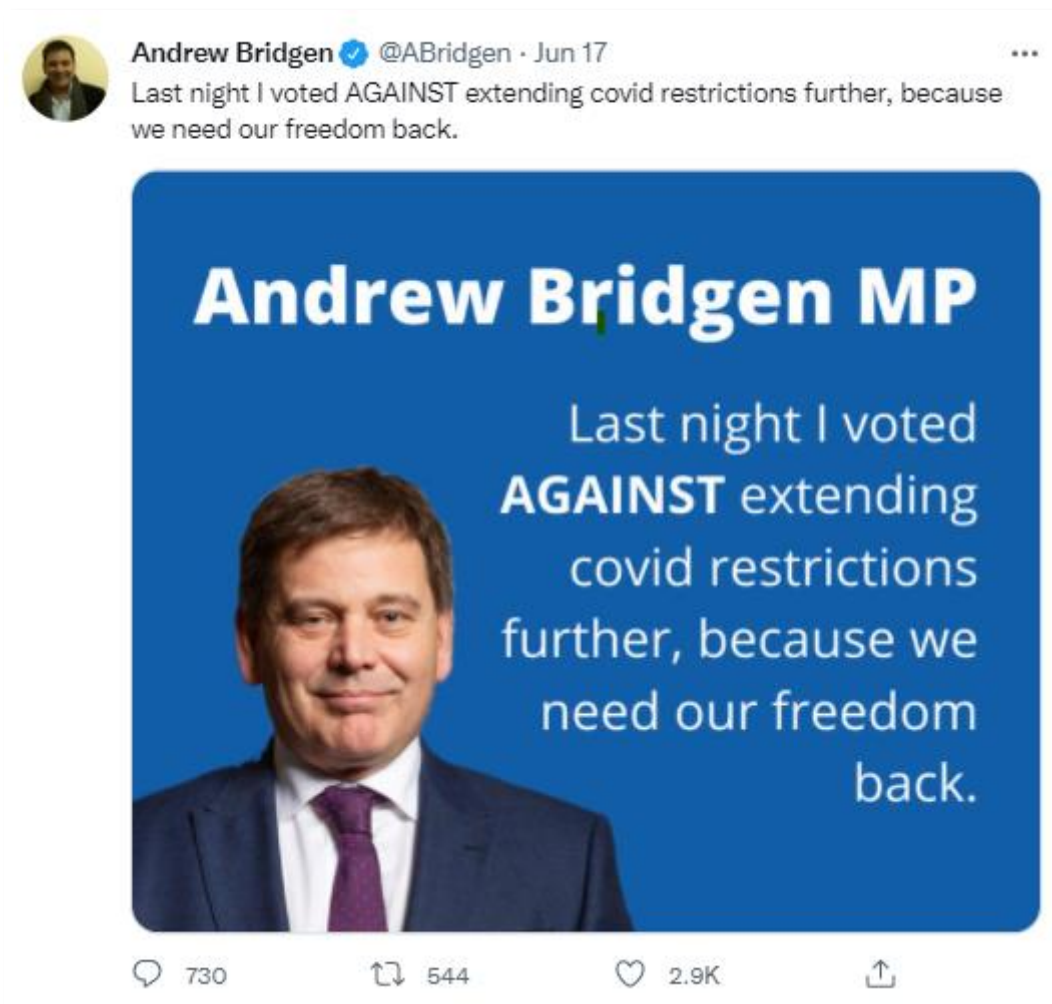 Andrew Bridgen @ABridgen · Jun 17
Last night I voted AGAINST extending covid restrictions further, because
we need our freedom back.
Andrew Bridgen MP
Last night I voted
AGAINST extending
covid restrictions
further, because we
need our freedom
back.
730 544 2.9K